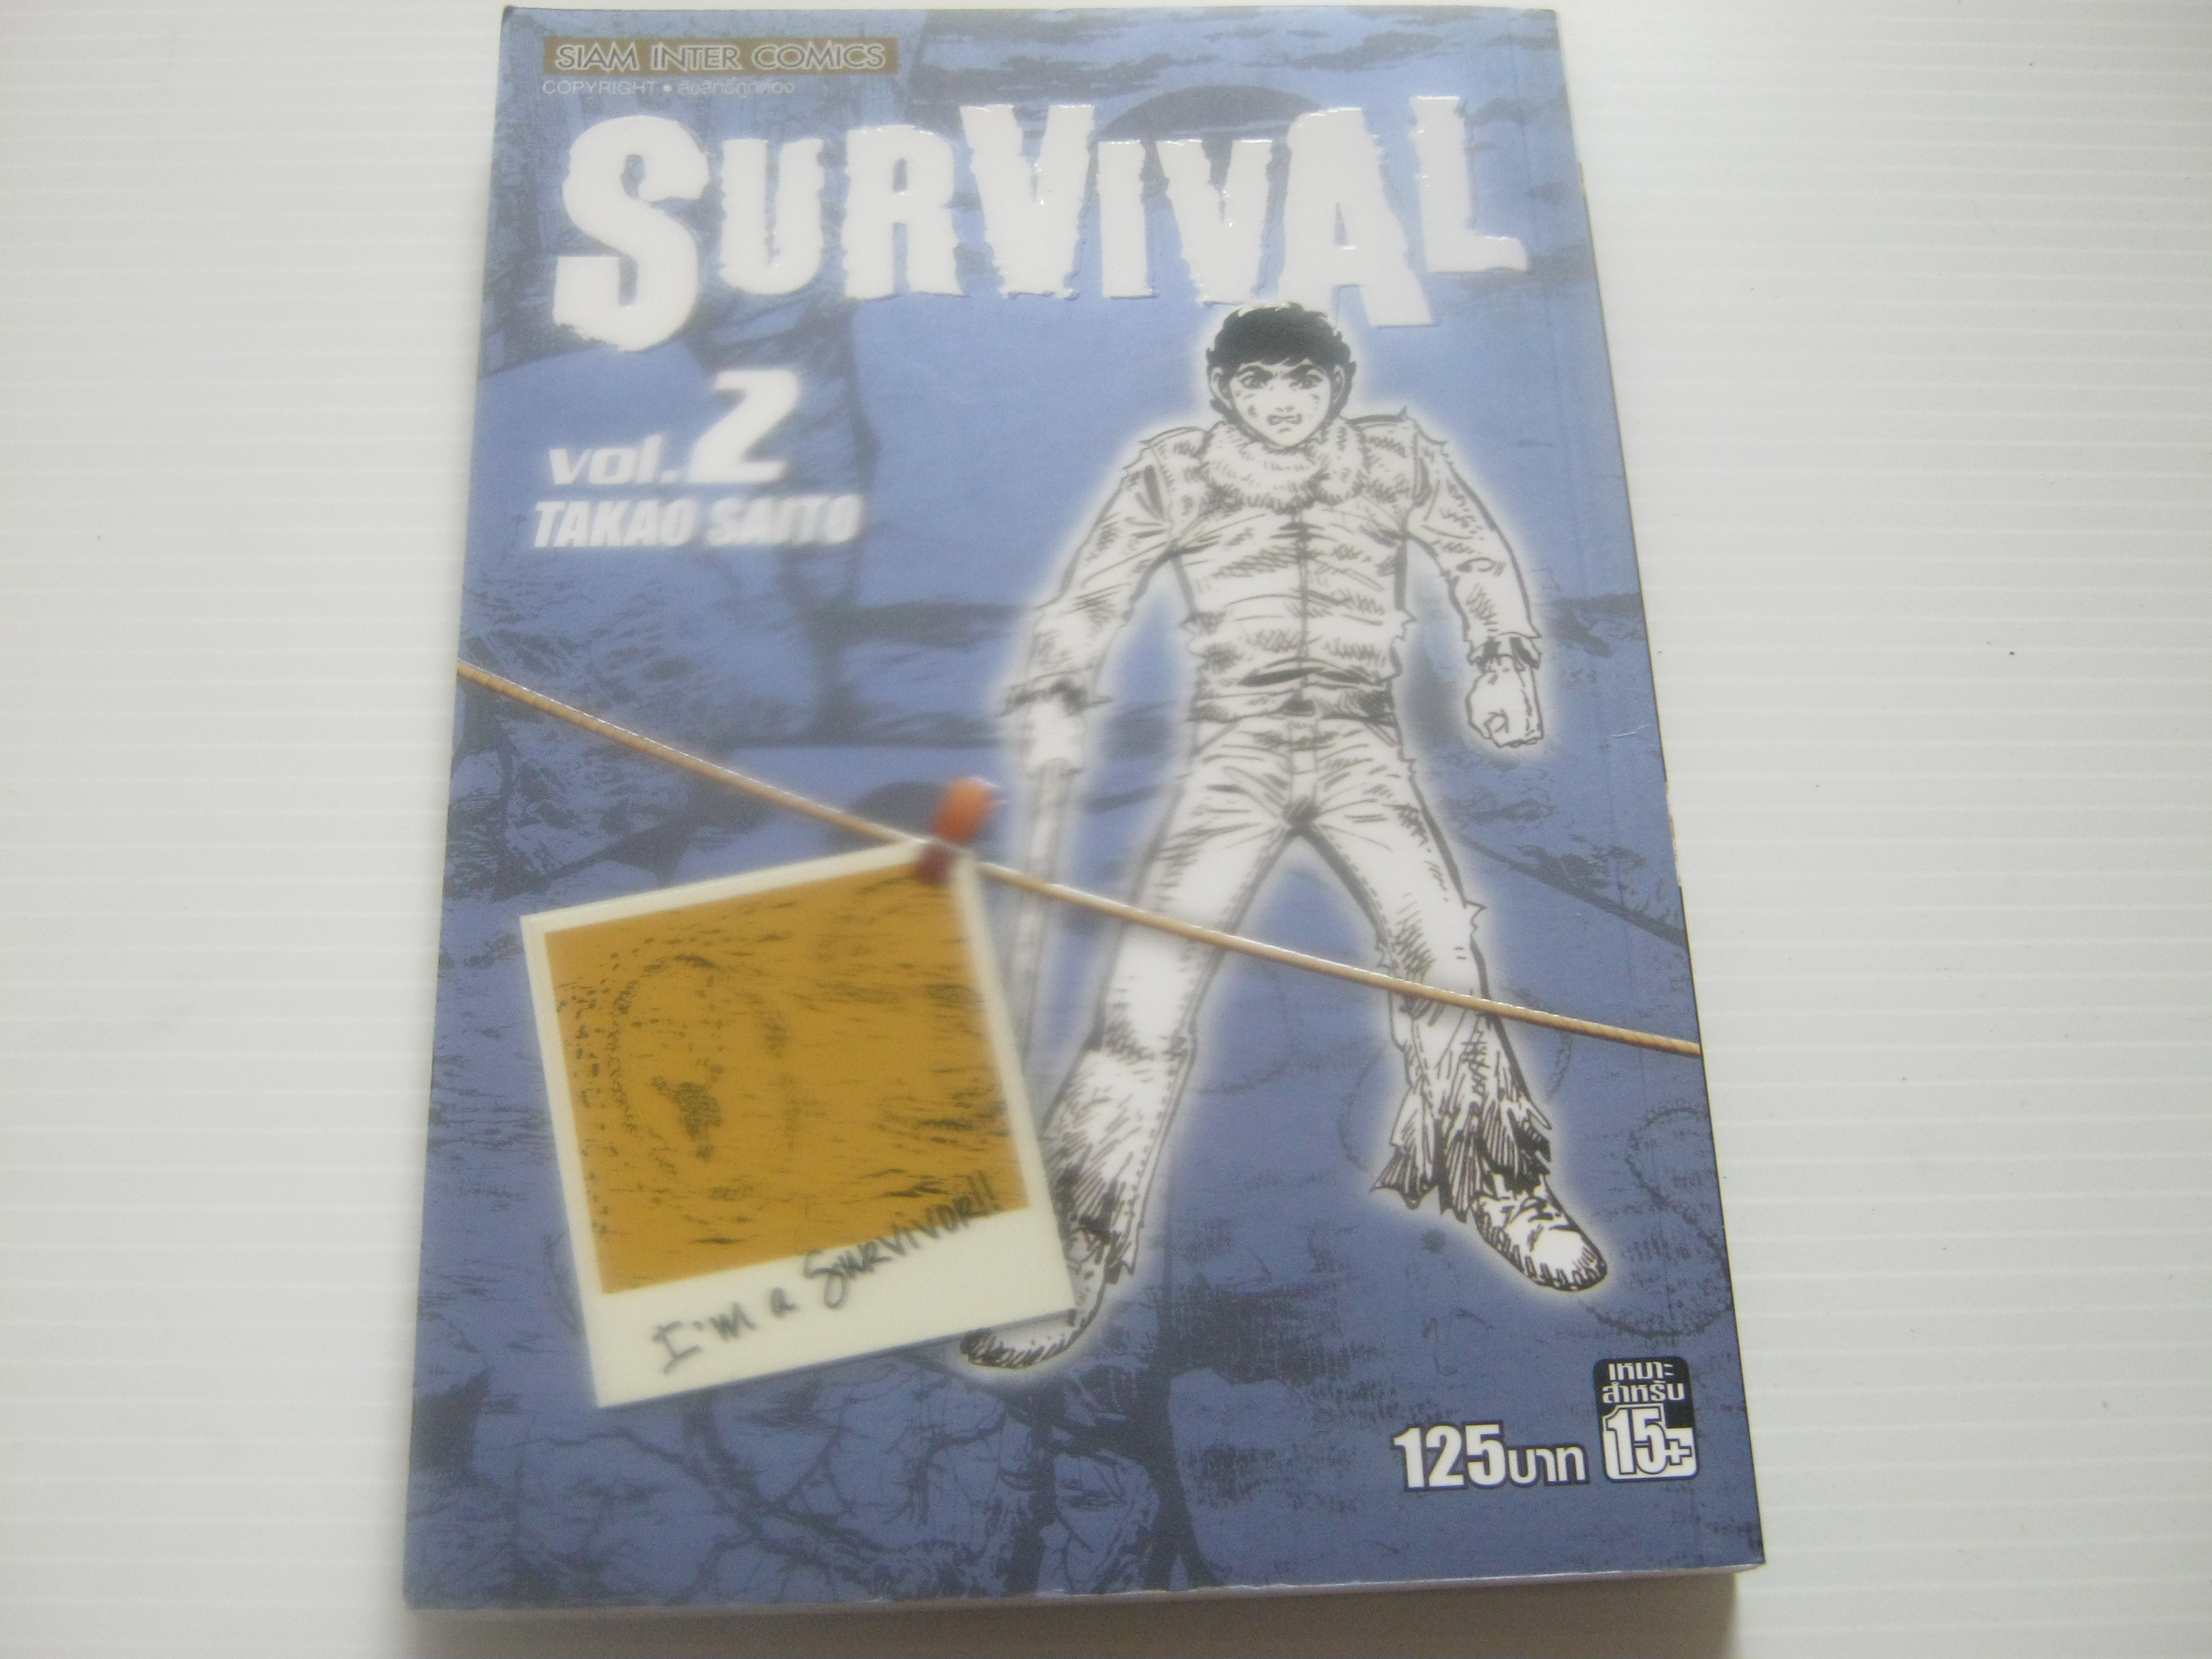 SIAM INTER COMICS
COPYRIGHT • ลิขสิทธิ์ถูกต้อง
SURVIVAL
vol.2
TAKAO SAITO
I'm a SURVIVOR!!
เหมาะ
สำหรับ
15+
125บาท